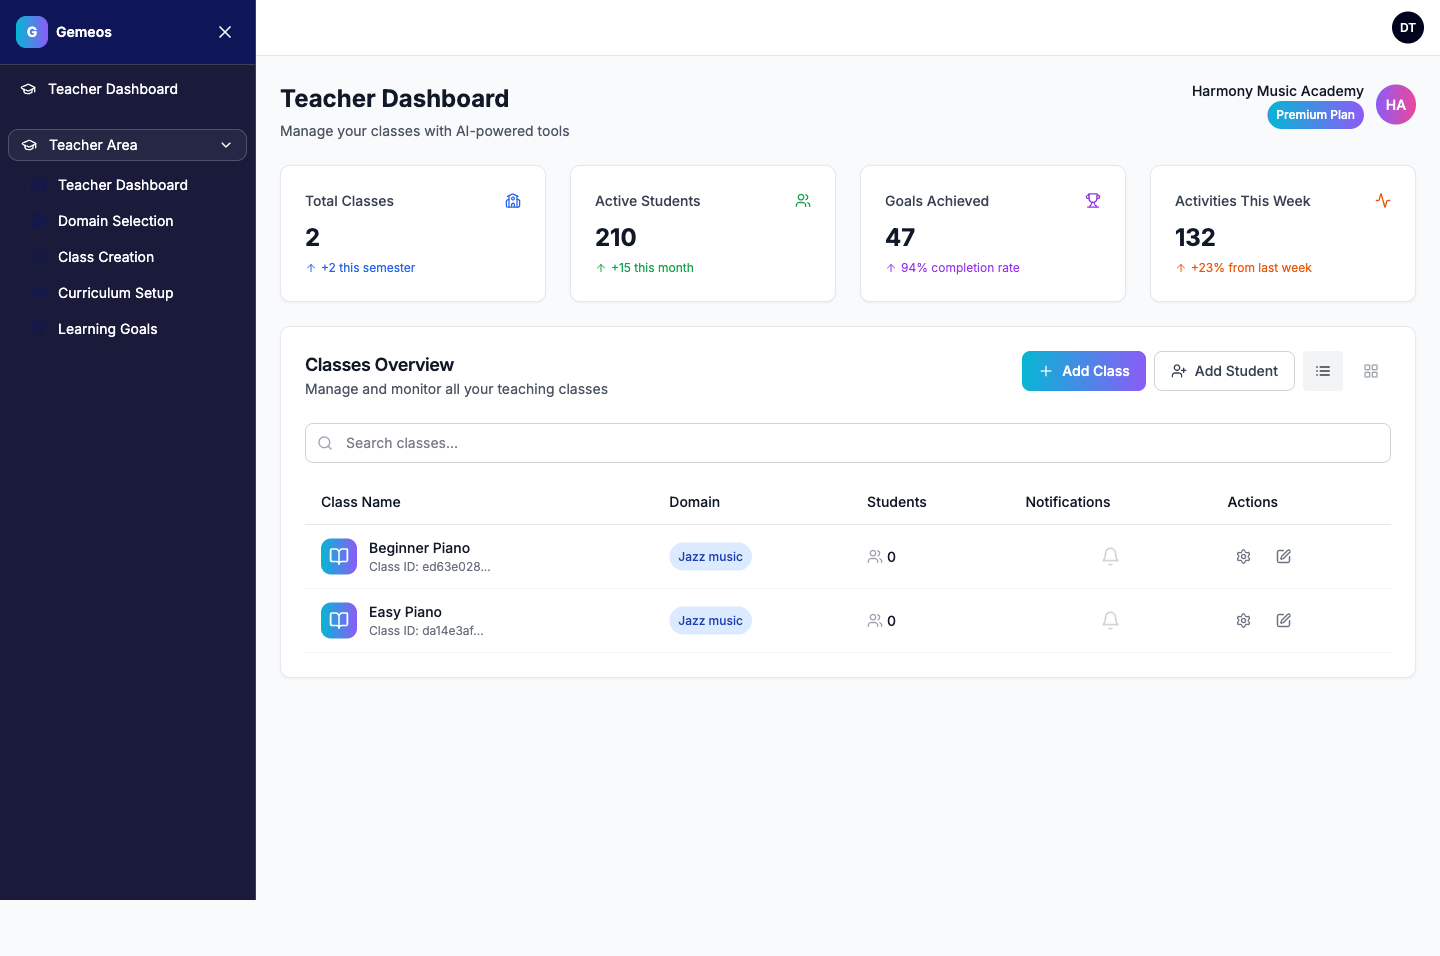 G Gemeos
Teacher Dashboard
Teacher Area
Teacher Dashboard
Domain Selection
Class Creation
Curriculum Setup
Learning Goals
DT
Teacher Dashboard
Manage your classes with AI-powered tools
Harmony Music Academy
Premium Plan
HA
Total Classes
2
+2 this semester
Active Students
210
+15 this month
Goals Achieved
47
94% completion rate
Activities This Week
132
+23% from last week
Classes Overview
Manage and monitor all your teaching classes
Add Class
Add Student
Search classes...
Class Name Domain Students Notifications Actions
Beginner Piano
Class ID: ed63e028...
Jazz music
0
Easy Piano
Class ID: da14e3af...
Jazz music
0